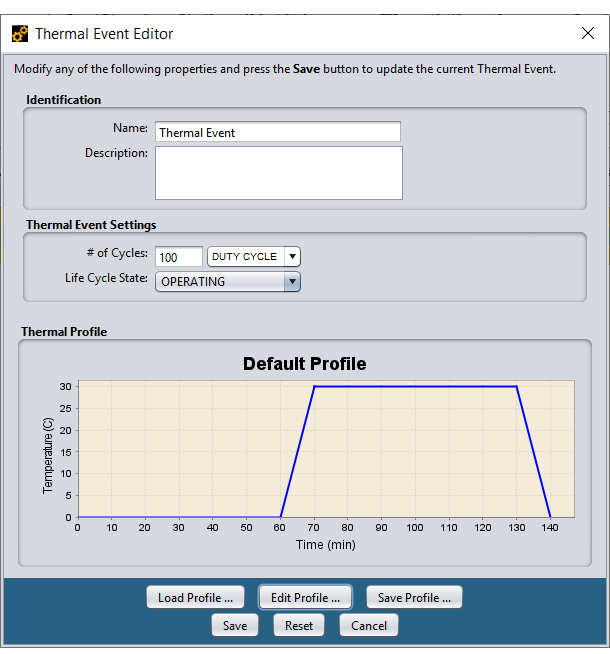 Thermal Event Editor
Modify any of the following properties and press the Save button to update the current Thermal Event.
Identification
Name: Thermal Event
Description:
Thermal Event Settings
# of Cycles: 100 DUTY CYCLE
Life Cycle State: OPERATING
Thermal Profile
Default Profile
Temperature (C)
30
25
20
15
10
5
0
0 10 20 30 40 50 60 70 80 90 100 110 120 130 140
Time (min)
Load Profile ... Edit Profile ... Save Profile ...
Save Reset Cancel